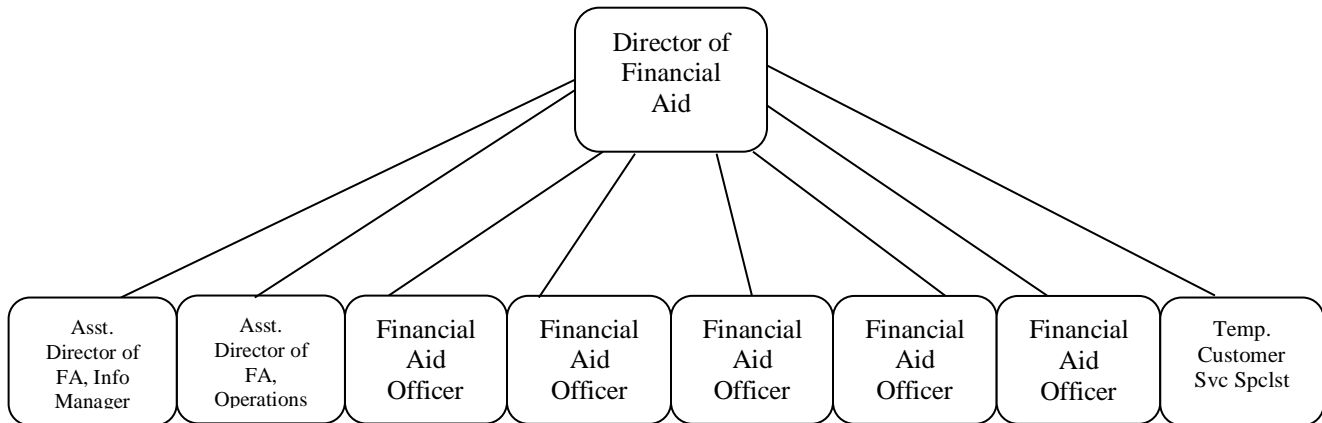 Director of
Financial
Aid
Asst.
Director of
FA, Info
Manager
Asst.
Director of
FA,
Operations
Financial
Aid
Officer
Financial
Aid
Officer
Financial
Aid
Officer
Financial
Aid
Officer
Financial
Aid
Officer
Temp.
Customer
Svc Spclst